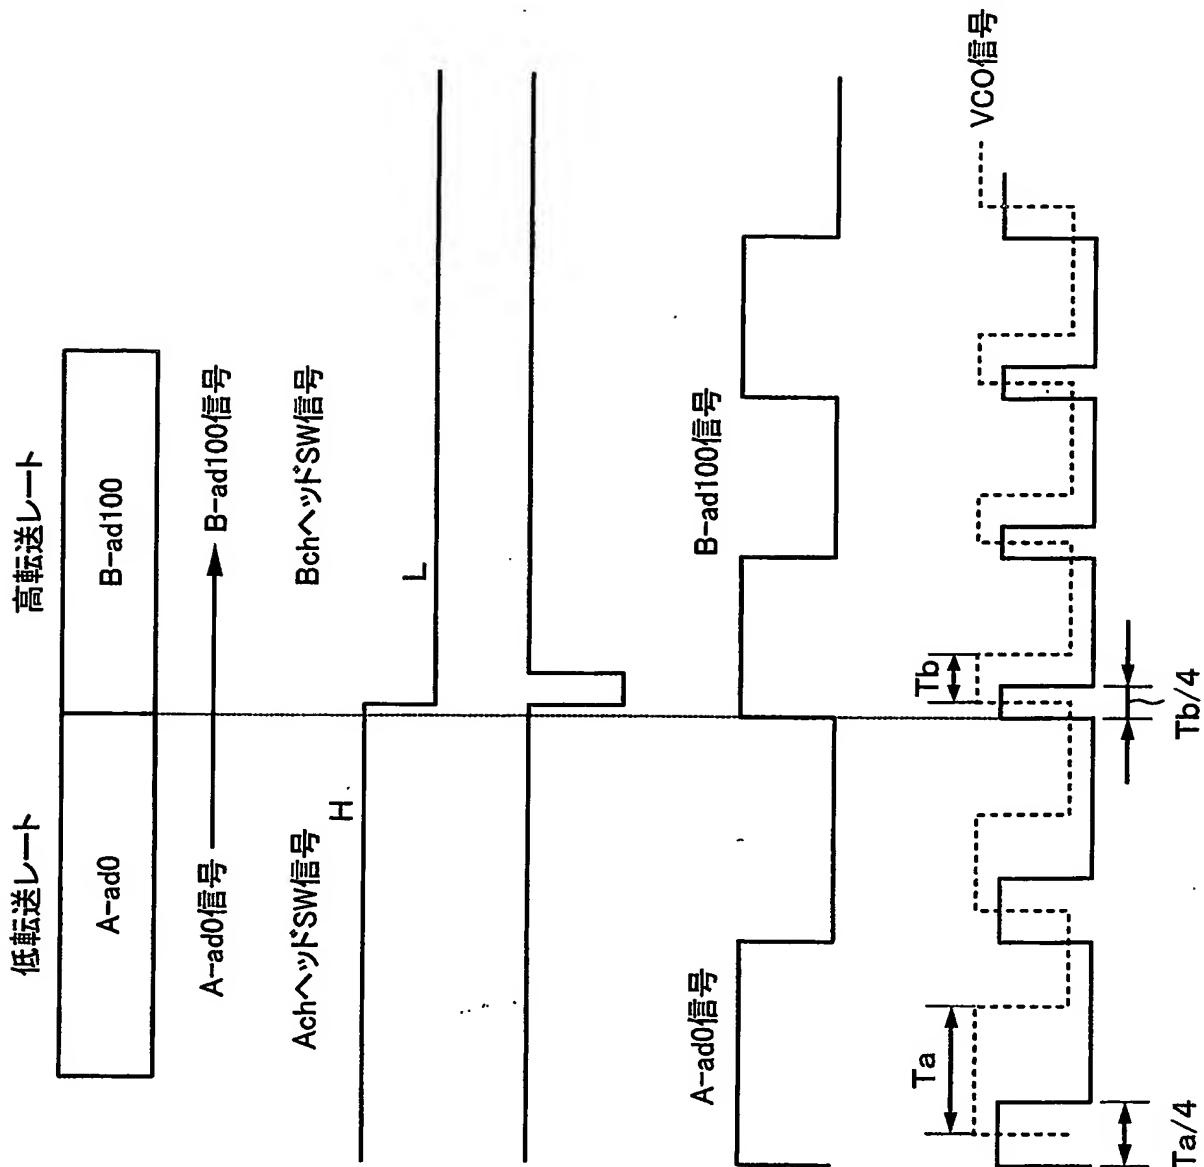 低転送レート
高転送レート
A-ad0
B-ad100
A-ad0信号
B-ad100信号
AchヘッドSW信号
BchヘッドSW信号
H
L
A-ad0信号
B-ad100信号
Ta
Tb
VCO信号
Ta/4
Tb/4